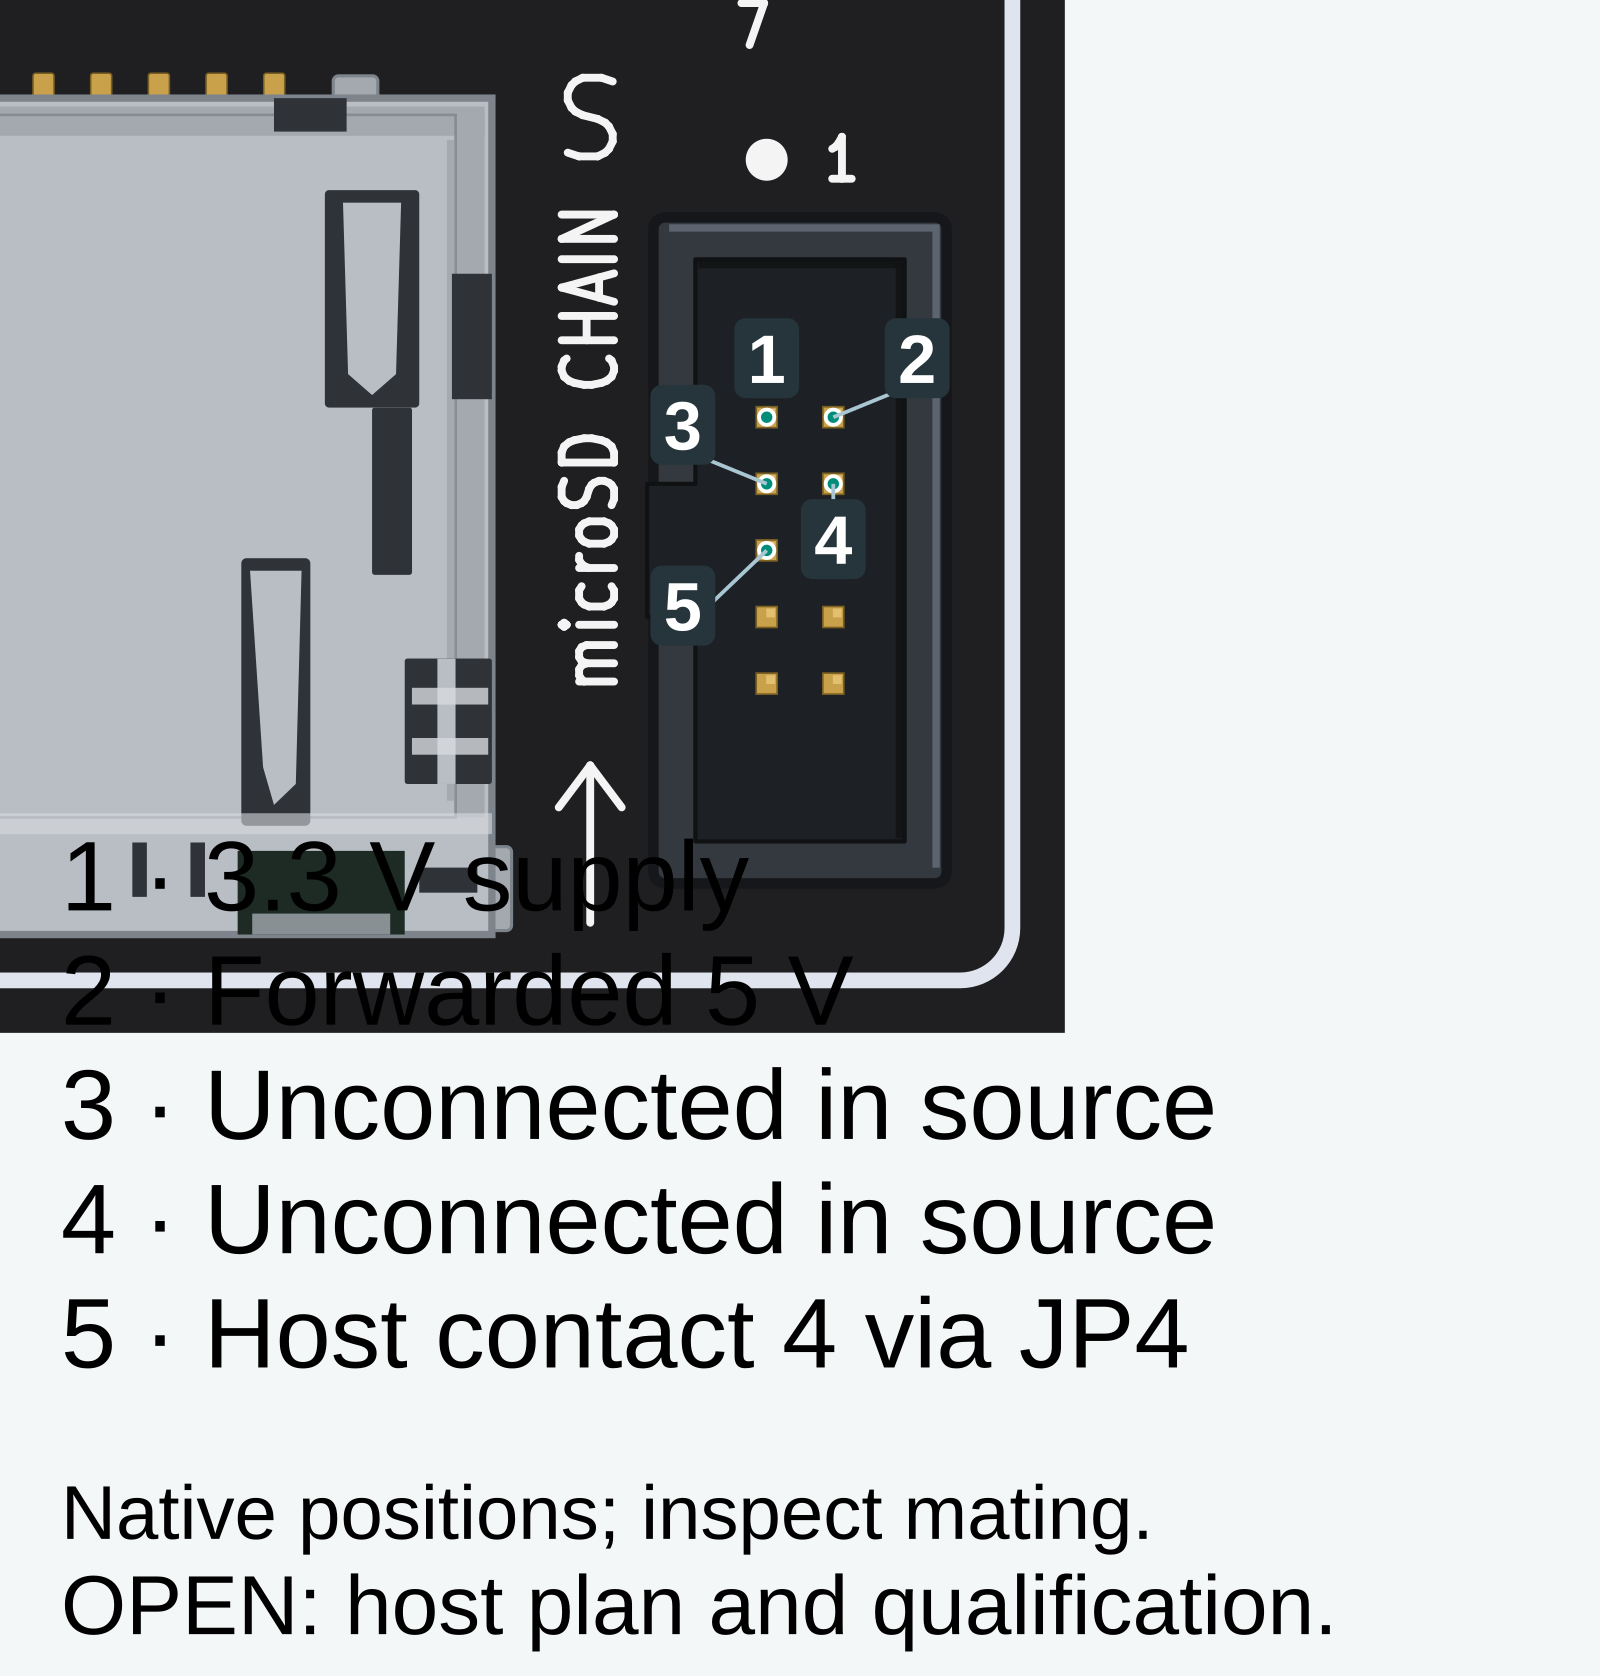 7
S
1
microSD CHAIN
1
2
3
4
5
1 · 3.3 V supply
2 · Forwarded 5 V
3 · Unconnected in source
4 · Unconnected in source
5 · Host contact 4 via JP4
Native positions; inspect mating.
OPEN: host plan and qualification.